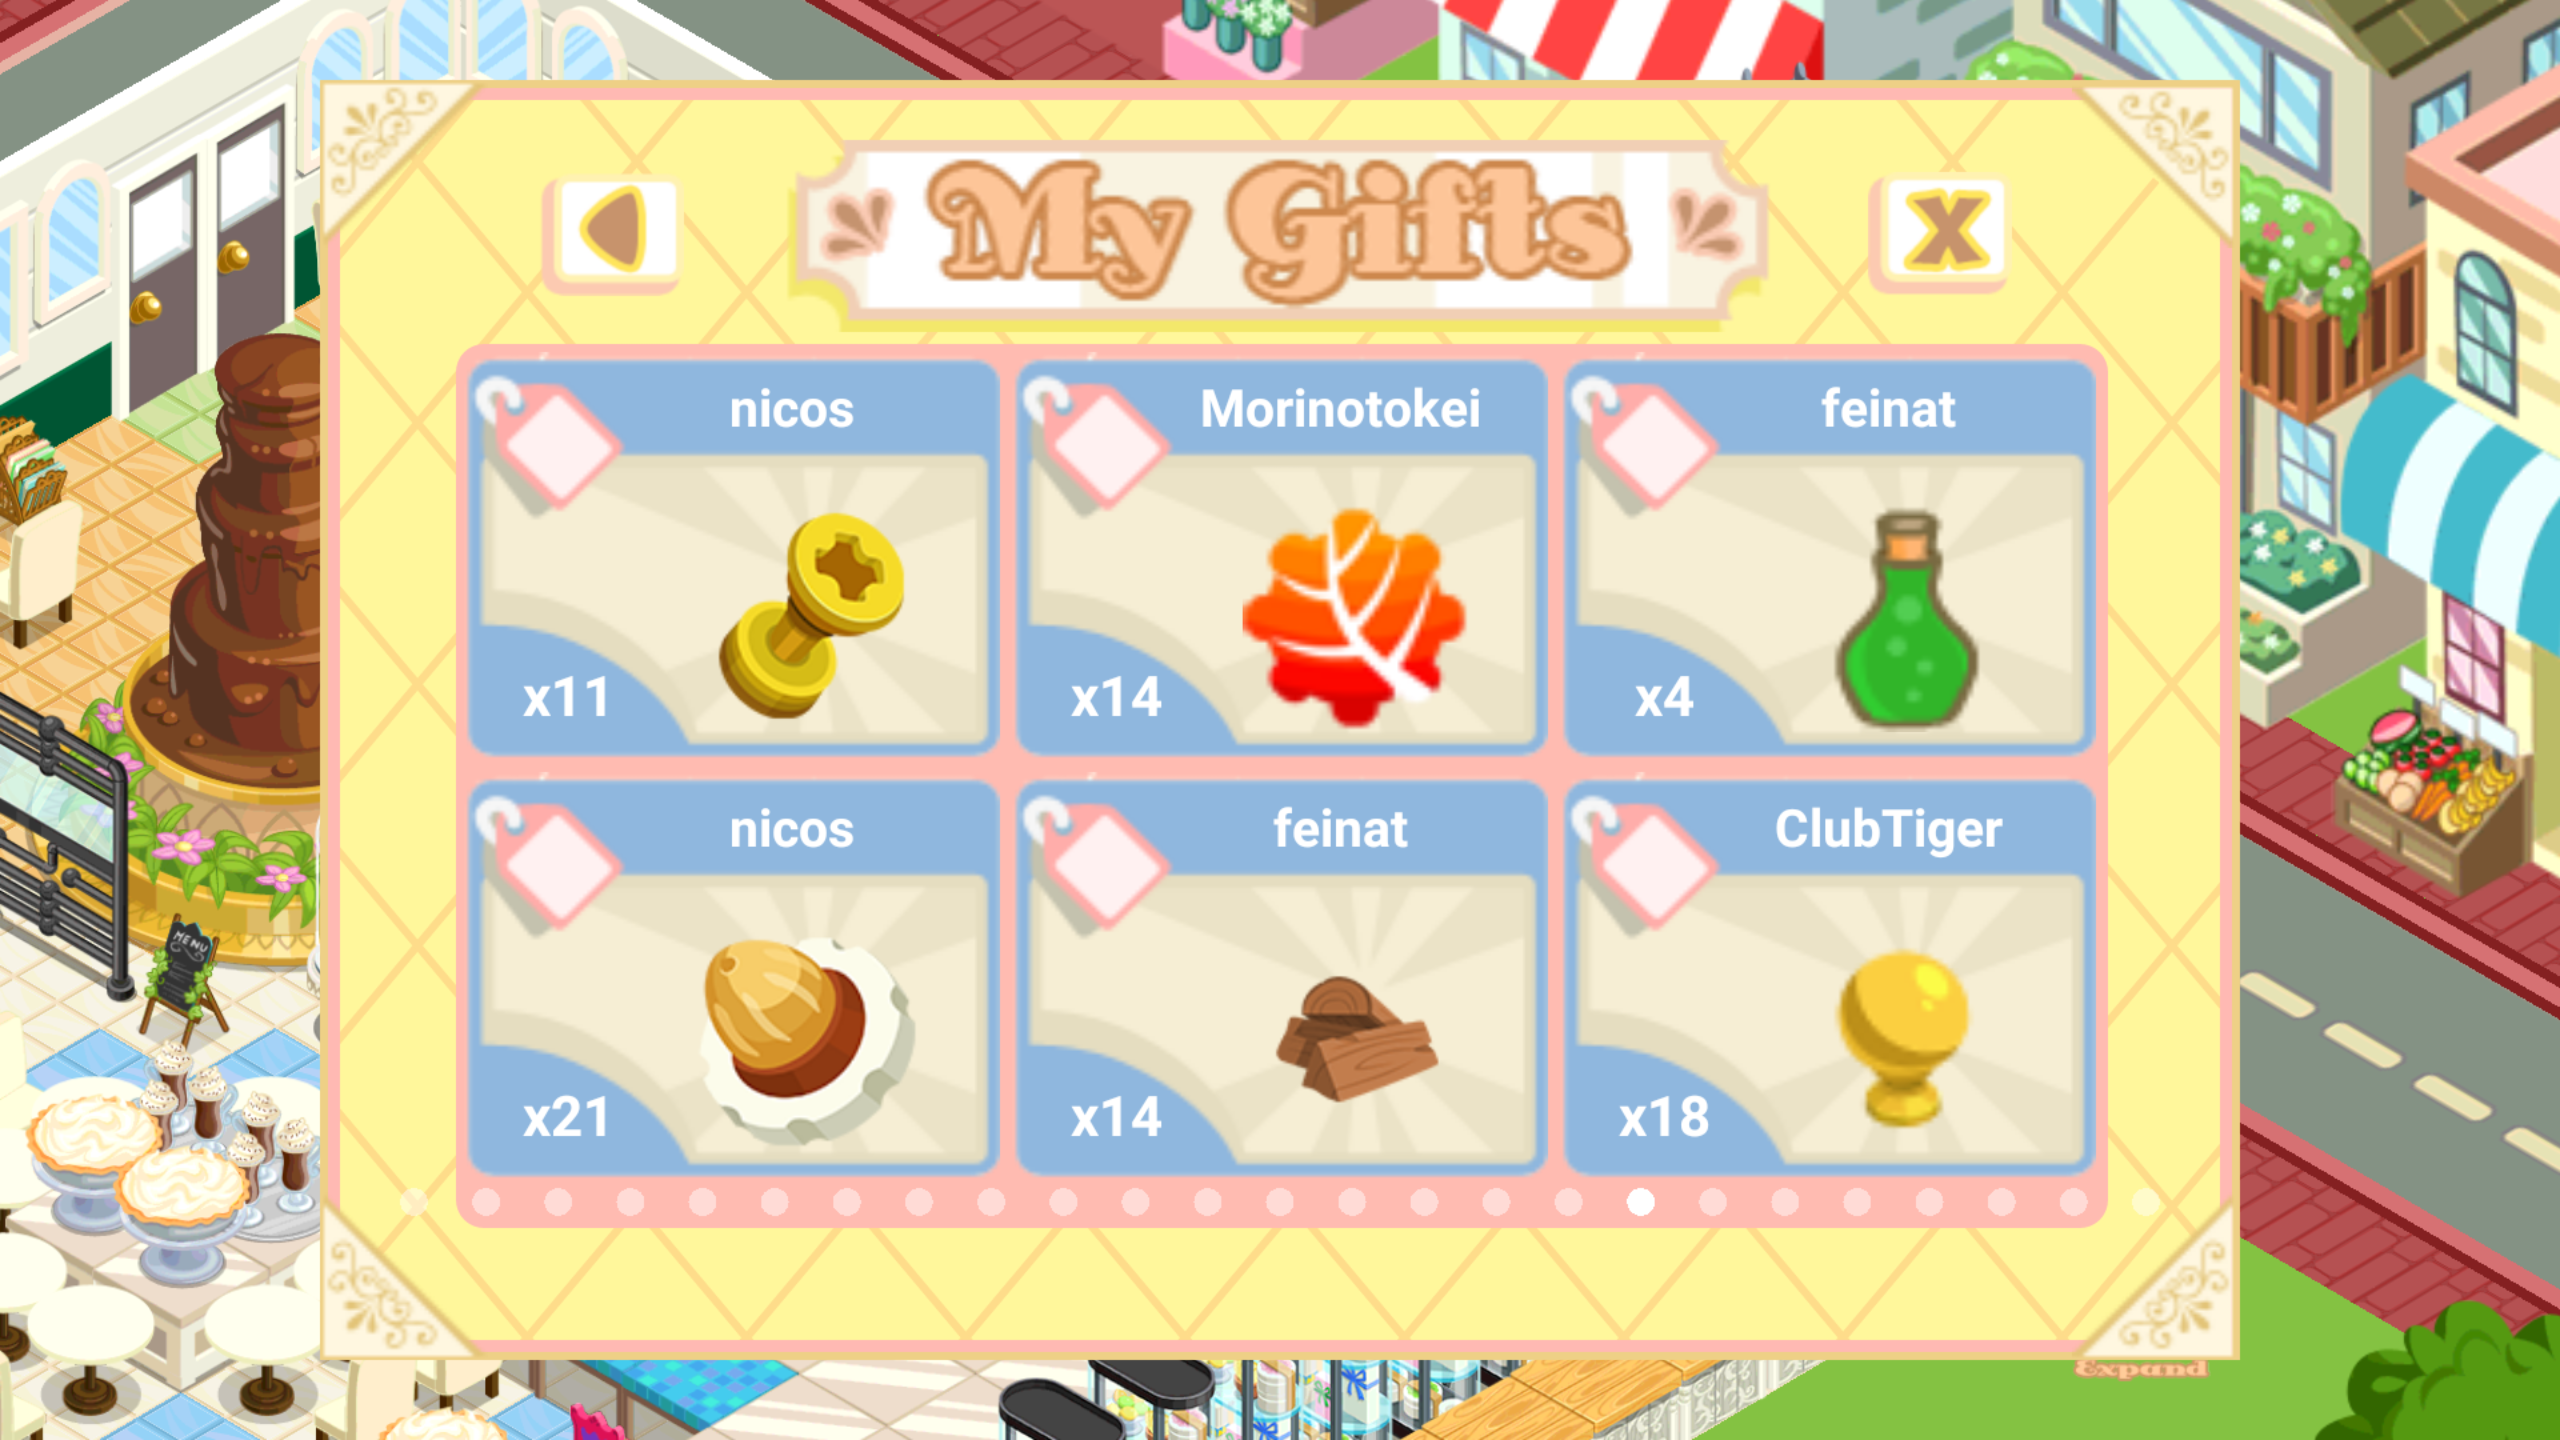 My Gifts
nicos
Morinotokei
feinat
x11
x14
x4
nicos
feinat
ClubTiger
x21
x14
x18
MENU
Expand